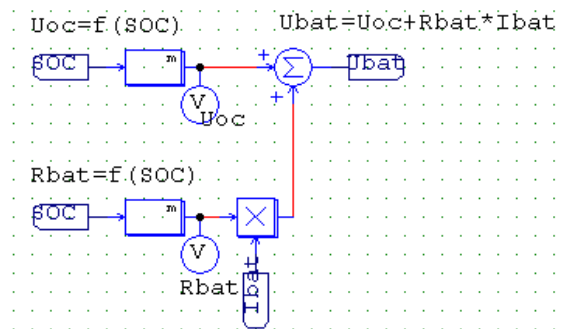 Uoc=f(SOC)
Ubat=Uoc+Rbat*Ibat
SOC
m
+
Σ
Ubat
V
+
Uoc
Rbat=f(SOC)
SOC
m
×
V
Rbat
Ibat